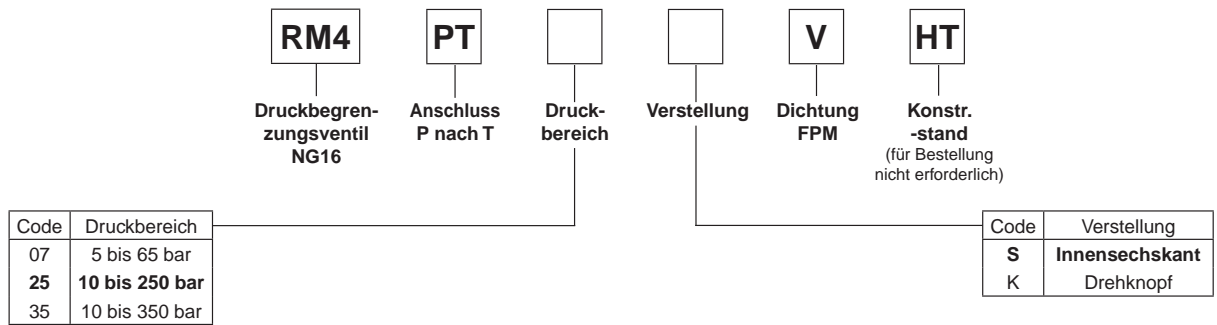 RM4 PT V HT
Druckbegren-
zungsventil
NG16
Anschluss
P nach T
Druck-
bereich
Verstellung
Dichtung
FPM
Konstr.
-stand
(für Bestellung
nicht erforderlich)
Code Druckbereich
07 5 bis 65 bar
25 10 bis 250 bar
35 10 bis 350 bar
Code Verstellung
S Innensechskant
K Drehknopf